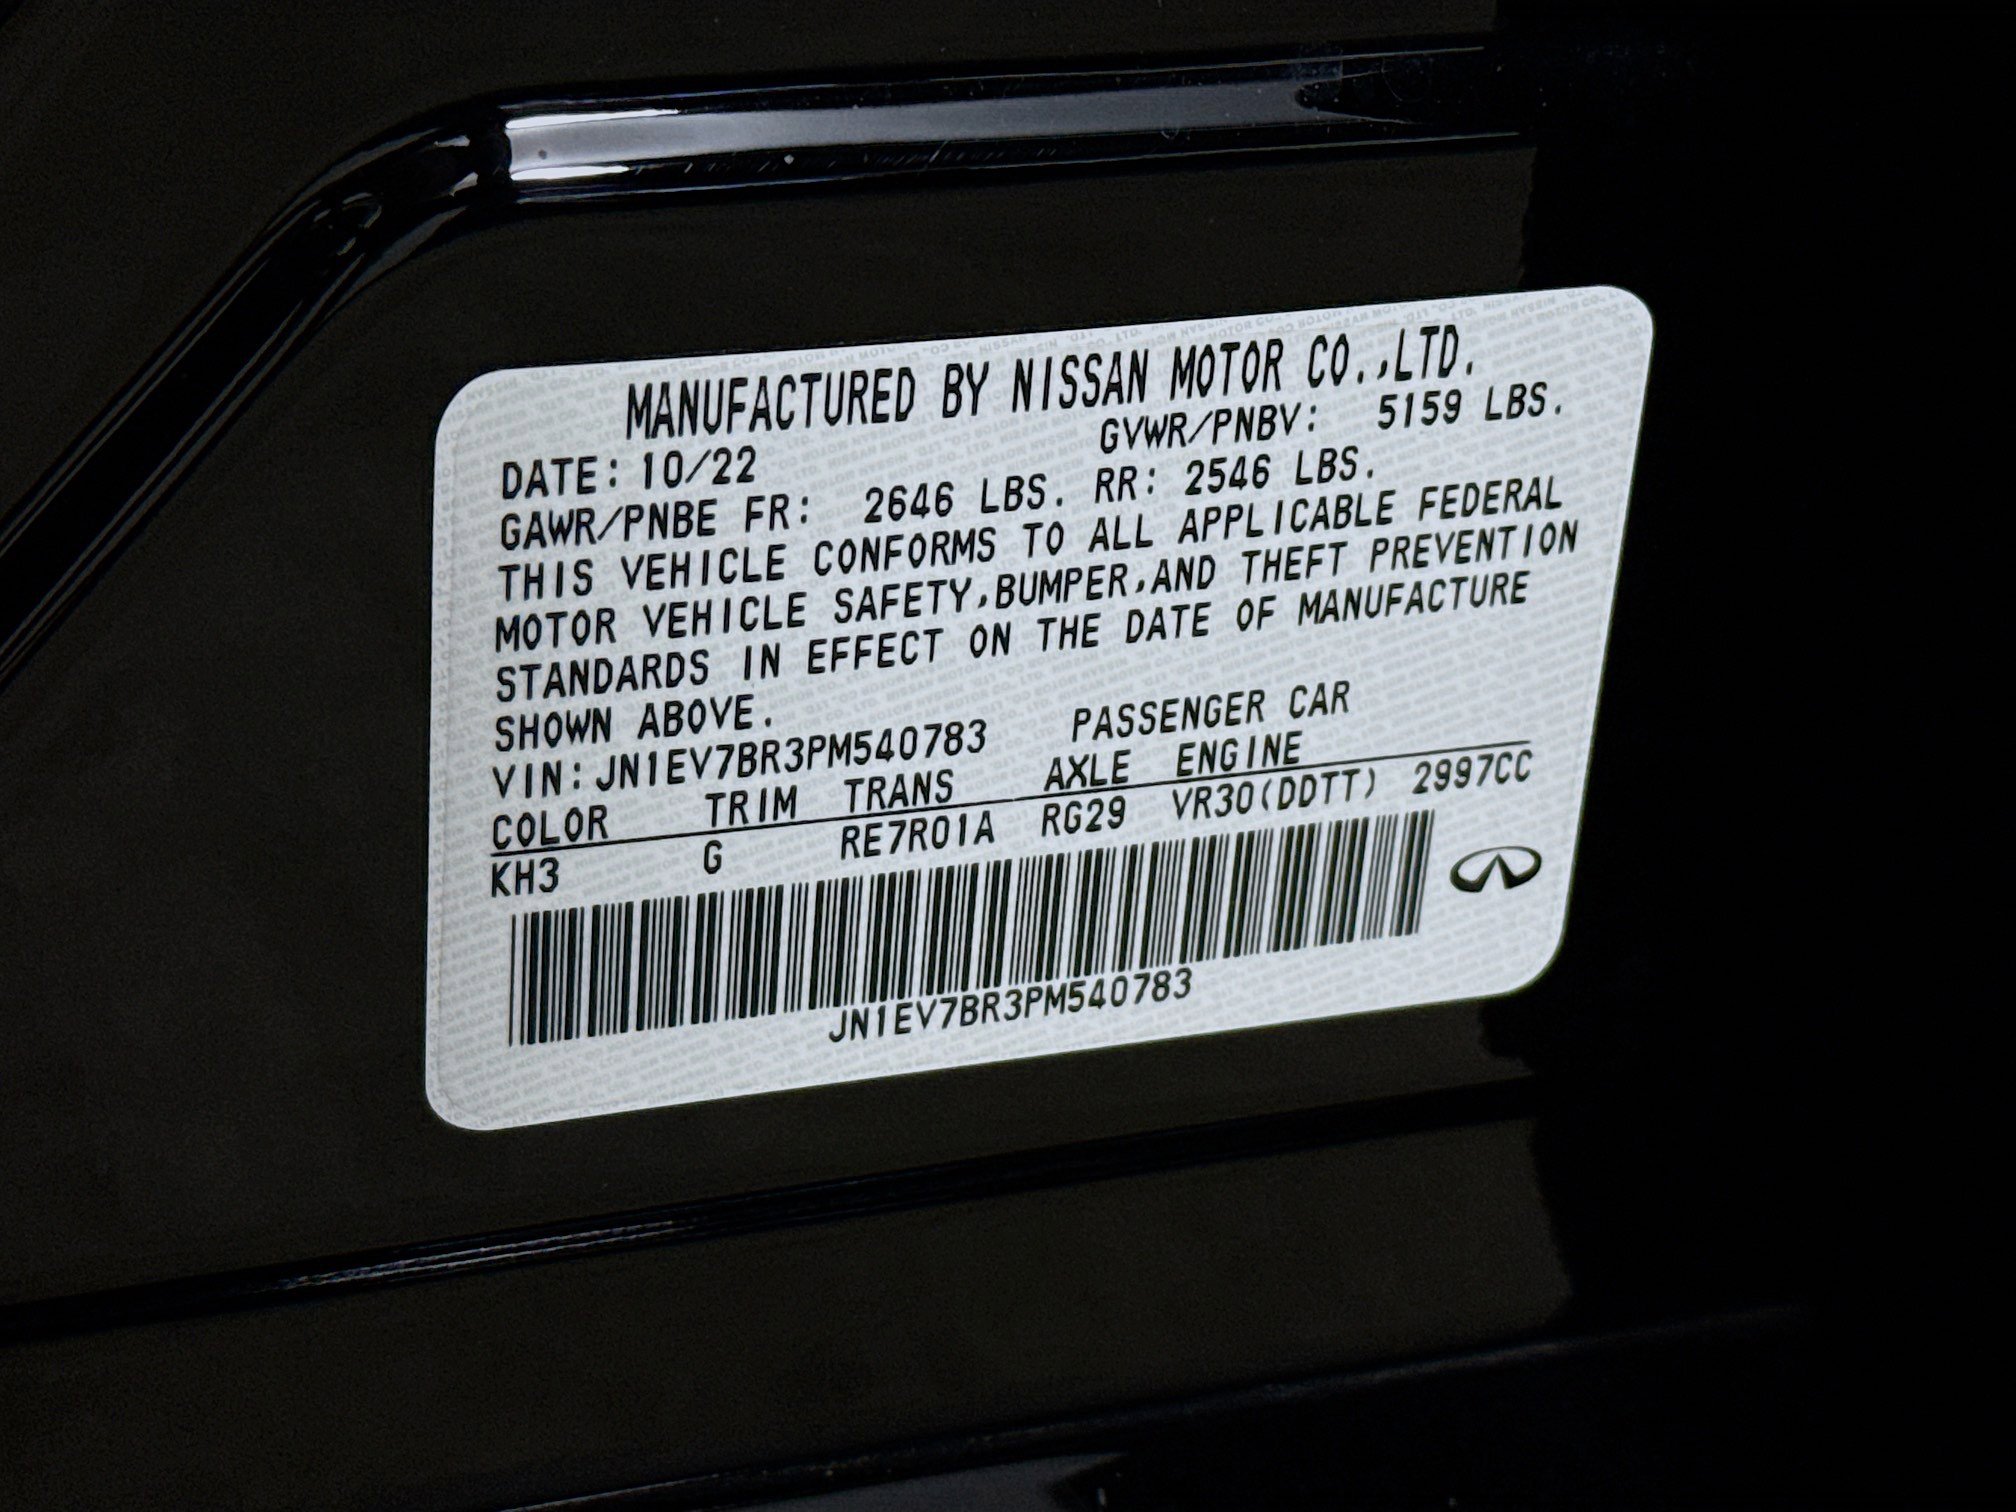 MANUFACTURED BY NISSAN MOTOR CO.,LTD.
DATE: 10/22 GVWR/PNBV: 5159 LBS.
GAWR/PNBE FR: 2646 LBS. RR: 2546 LBS.
THIS VEHICLE CONFORMS TO ALL APPLICABLE FEDERAL
MOTOR VEHICLE SAFETY,BUMPER,AND THEFT PREVENTION
STANDARDS IN EFFECT ON THE DATE OF MANUFACTURE
SHOWN ABOVE.
VIN:JN1EV7BR3PM540783 PASSENGER CAR
COLOR TRIM TRANS AXLE ENGINE
KH3 G RE7R01A RG29 VR30(DDTT) 2997CC
JN1EV7BR3PM540783